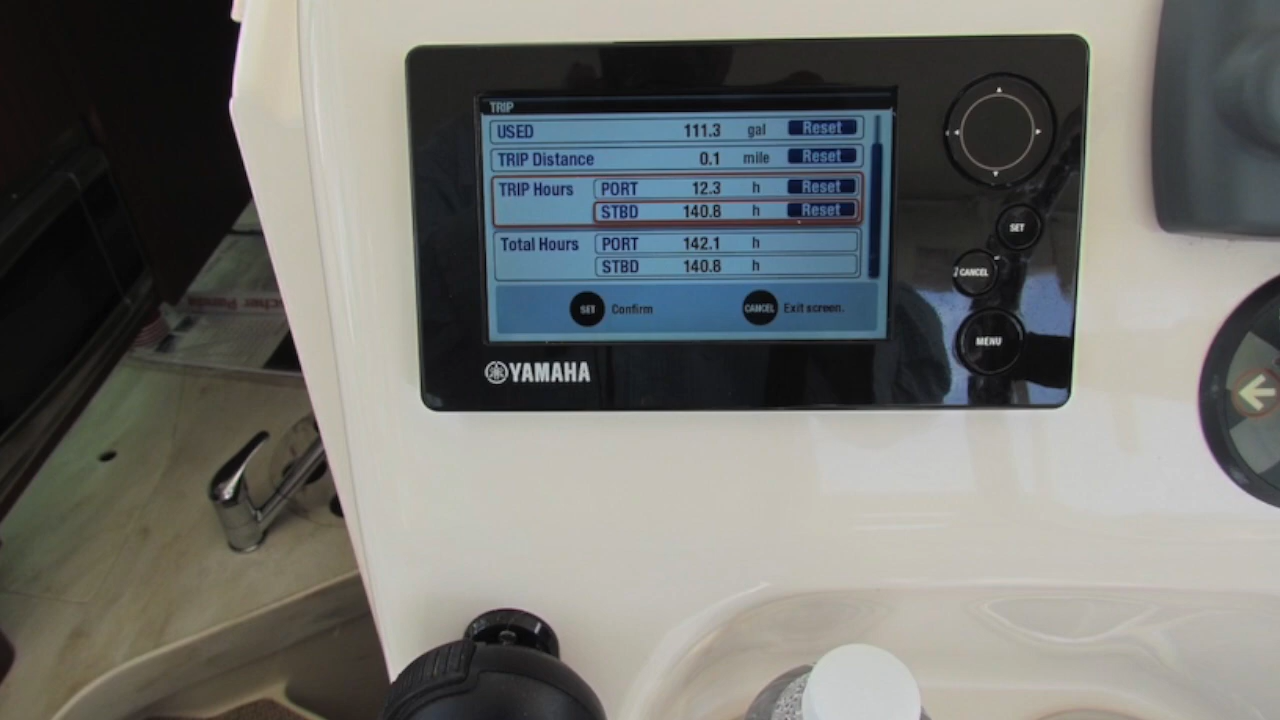 TRIP
USED 111.3 gal Reset
TRIP Distance 0.1 mile Reset
TRIP Hours PORT 12.3 h Reset
STBD 140.8 h Reset
Total Hours PORT 142.1 h
STBD 140.8 h
SET Confirm CANCEL Exit screen.
YAMAHA
SET
CANCEL
MENU
cher Panda